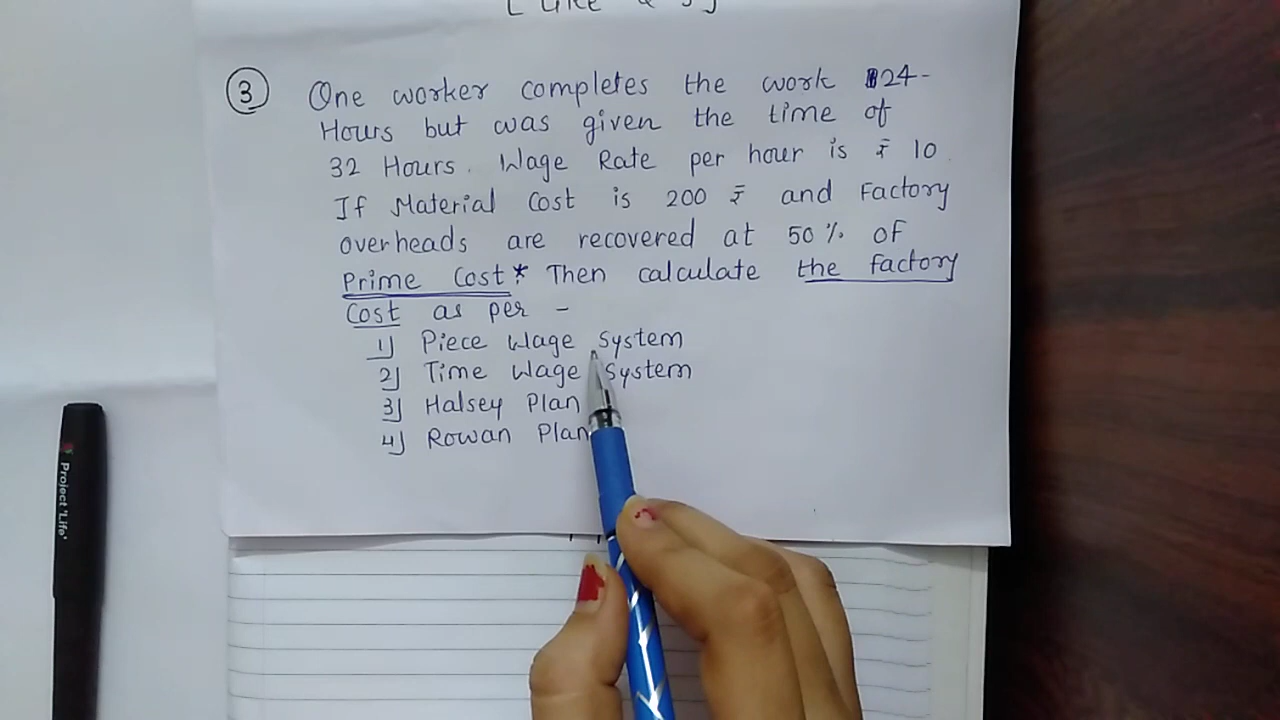 3 One worker completes the work 24-
Hours but was given the time of
32 Hours. Wage Rate per hour is ₹ 10
If Material Cost is 200 ₹ and Factory
overheads are recovered at 50% of
Prime Cost* Then calculate the factory
Cost as per -
1] Piece Wage System
2] Time Wage System
3] Halsey Plan
4] Rowan Plan
Project 'Life'